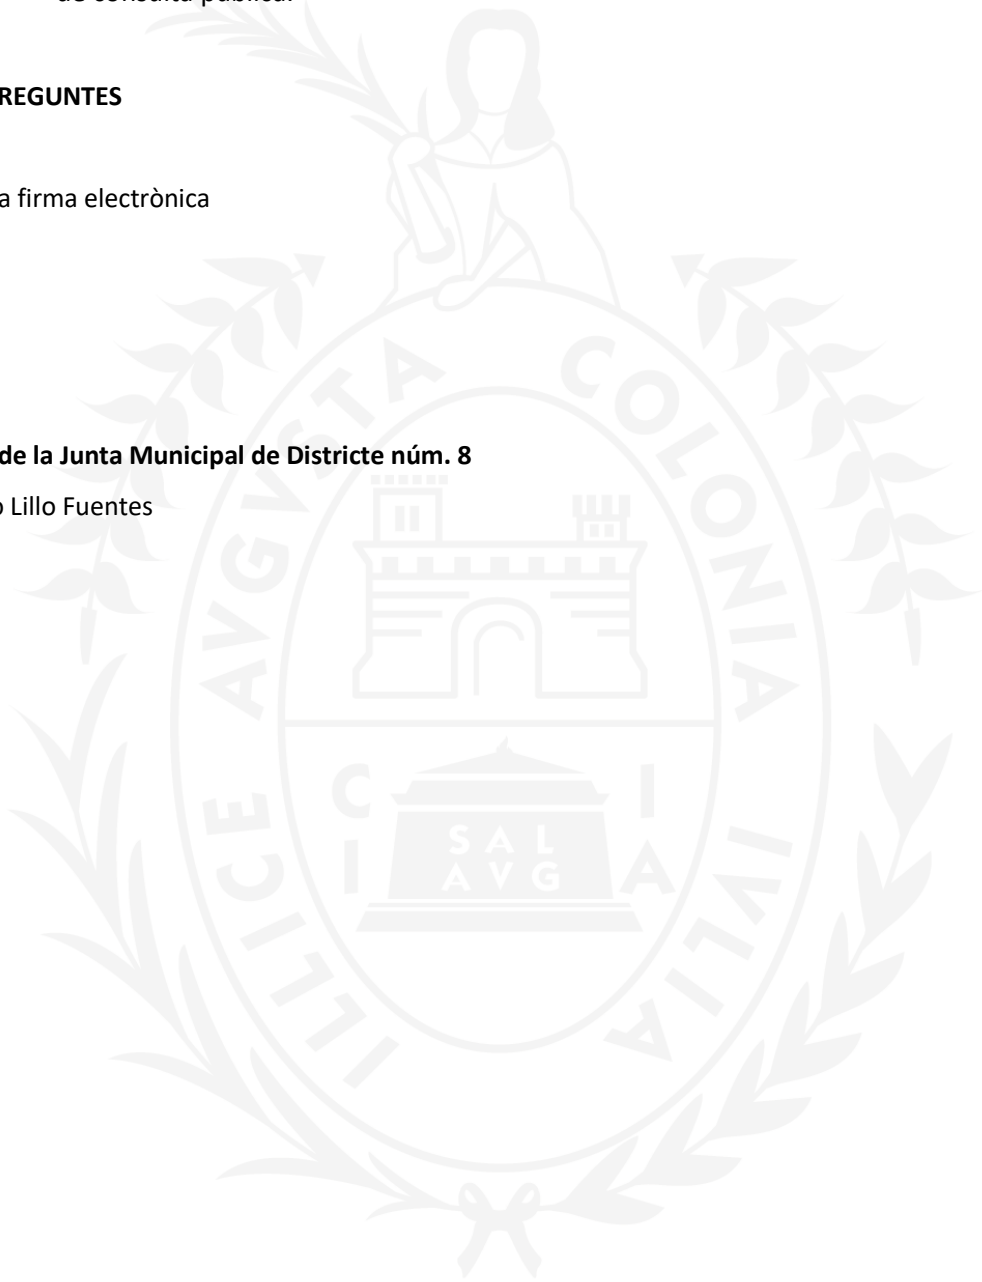 de consulta pública.
REGUNTES
a firma electrònica
de la Junta Municipal de Districte núm. 8
Lillo Fuentes
COLONIA IVLIA ILLICE AVGVSTA
C I
I A
SAL
AVG